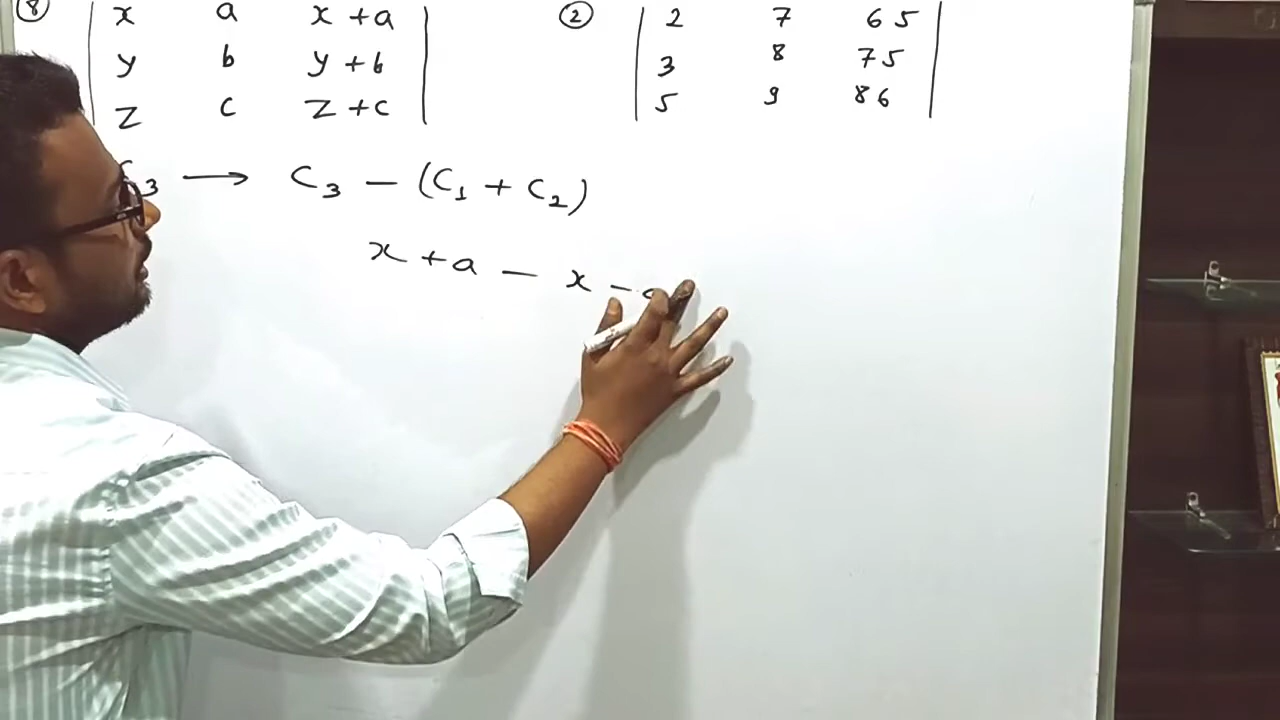 ⑧ | x a x+a |
| y b y+b |
| z c z+c |
② | 2 7 65 |
| 3 8 75 |
| 5 9 86 |
C₃ ⟶ C₃ − (C₁ + C₂)
x + a − x −